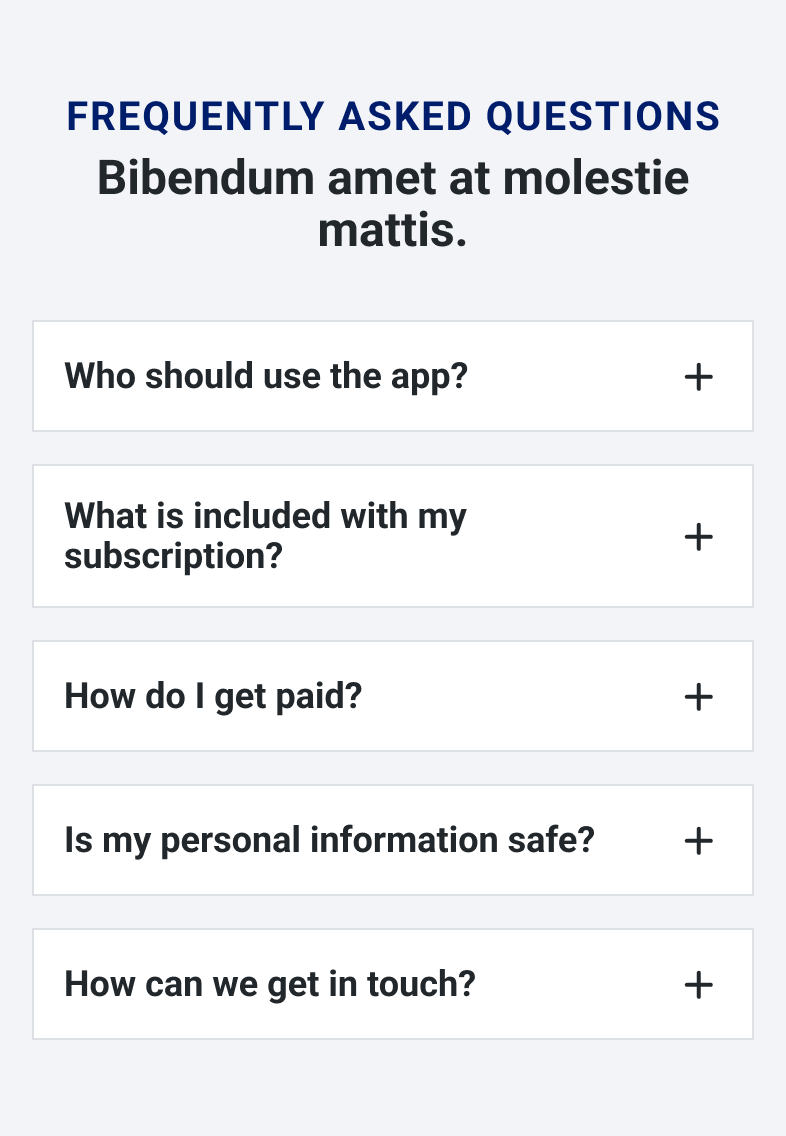 FREQUENTLY ASKED QUESTIONS
Bibendum amet at molestie
mattis.
Who should use the app?
What is included with my
subscription?
How do I get paid?
Is my personal information safe?
How can we get in touch?